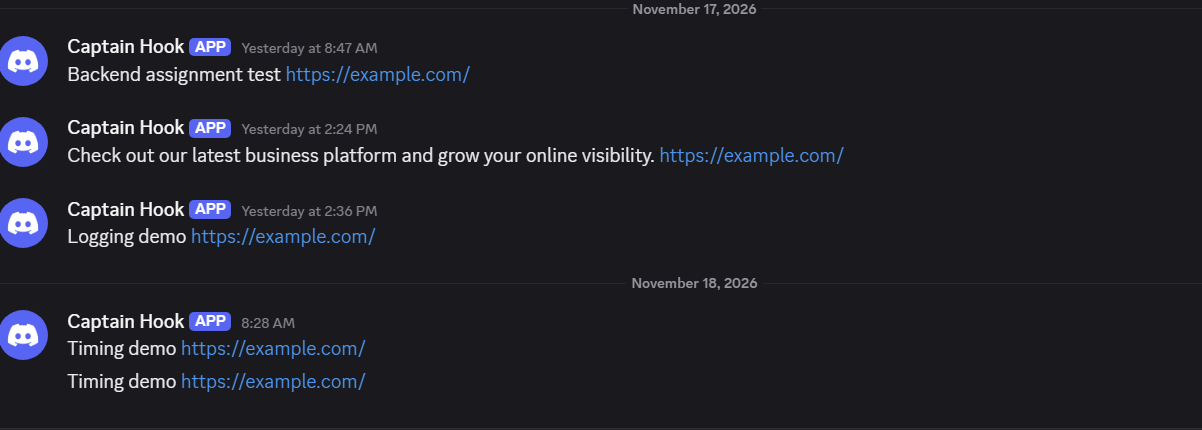 November 17, 2026
Captain Hook APP Yesterday at 8:47 AM
Backend assignment test https://example.com/
Captain Hook APP Yesterday at 2:24 PM
Check out our latest business platform and grow your online visibility. https://example.com/
Captain Hook APP Yesterday at 2:36 PM
Logging demo https://example.com/
November 18, 2026
Captain Hook APP 8:28 AM
Timing demo https://example.com/
Timing demo https://example.com/